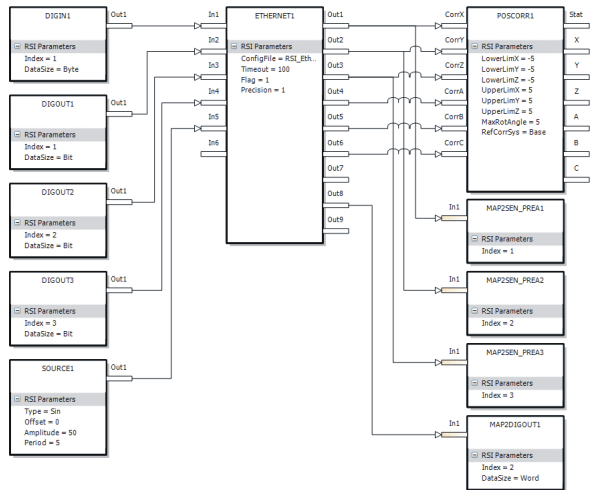 DIGIN1
Out1
RSI Parameters
Index = 1
DataSize = Byte
DIGOUT1
Out1
RSI Parameters
Index = 1
DataSize = Bit
DIGOUT2
Out1
RSI Parameters
Index = 2
DataSize = Bit
DIGOUT3
Out1
RSI Parameters
Index = 3
DataSize = Bit
SOURCE1
Out1
RSI Parameters
Type = Sin
Offset = 0
Amplitude = 50
Period = 5
In1
In2
In3
In4
In5
In6
ETHERNET1
RSI Parameters
ConfigFile = RSI_Eth...
Timeout = 100
Flag = 1
Precision = 1
Out1
Out2
Out3
Out4
Out5
Out6
Out7
Out8
Out9
CorrX
CorrY
CorrZ
CorrA
CorrB
CorrC
POSCORR1
RSI Parameters
LowerLimX = -5
LowerLimY = -5
LowerLimZ = -5
UpperLimX = 5
UpperLimY = 5
UpperLimZ = 5
MaxRotAngle = 5
RefCorrSys = Base
Stat
X
Y
Z
A
B
C
In1
MAP2SEN_PREA1
RSI Parameters
Index = 1
In1
MAP2SEN_PREA2
RSI Parameters
Index = 2
In1
MAP2SEN_PREA3
RSI Parameters
Index = 3
In1
MAP2DIGOUT1
RSI Parameters
Index = 2
DataSize = Word